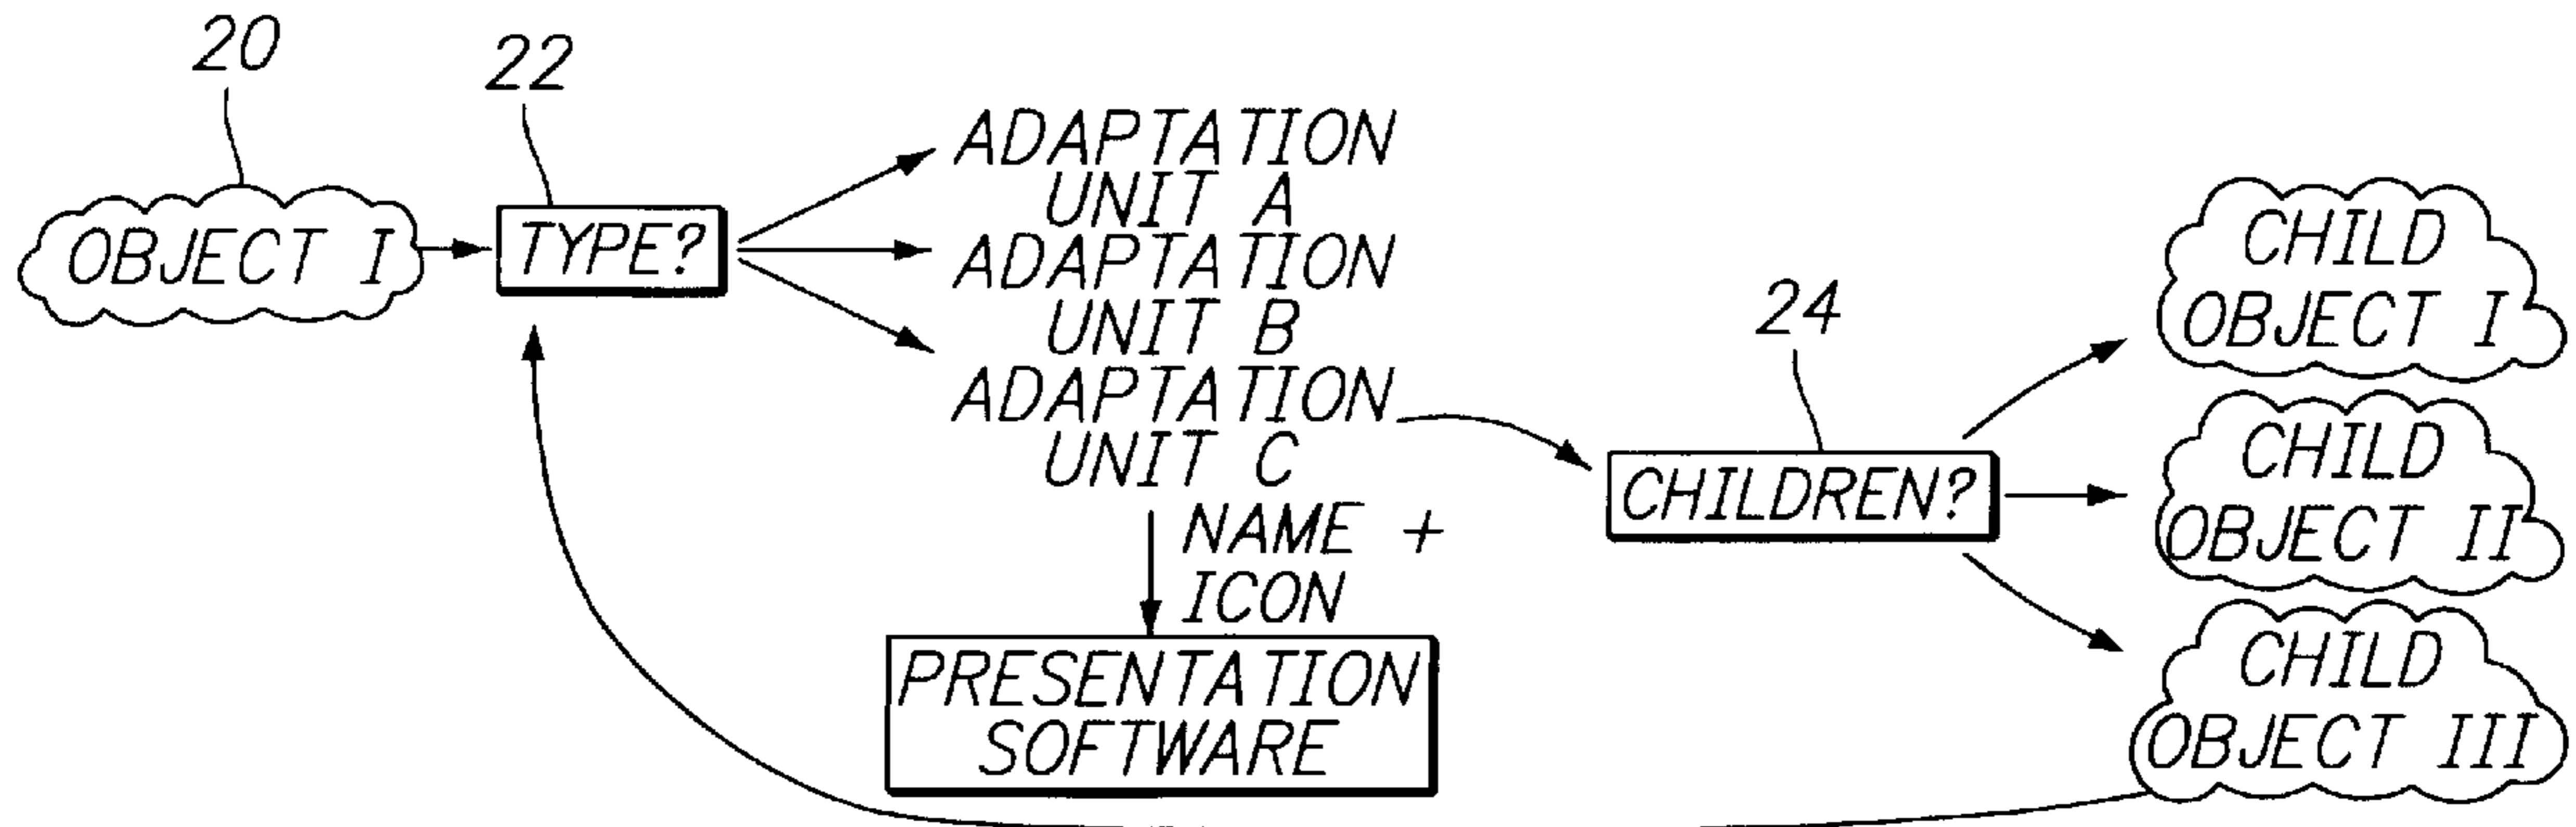 20
22
OBJECT I
TYPE?
ADAPTATION
UNIT A
ADAPTATION
UNIT B
ADAPTATION
UNIT C
NAME +
ICON
PRESENTATION
SOFTWARE
24
CHILDREN?
CHILD
OBJECT I
CHILD
OBJECT II
CHILD
OBJECT III